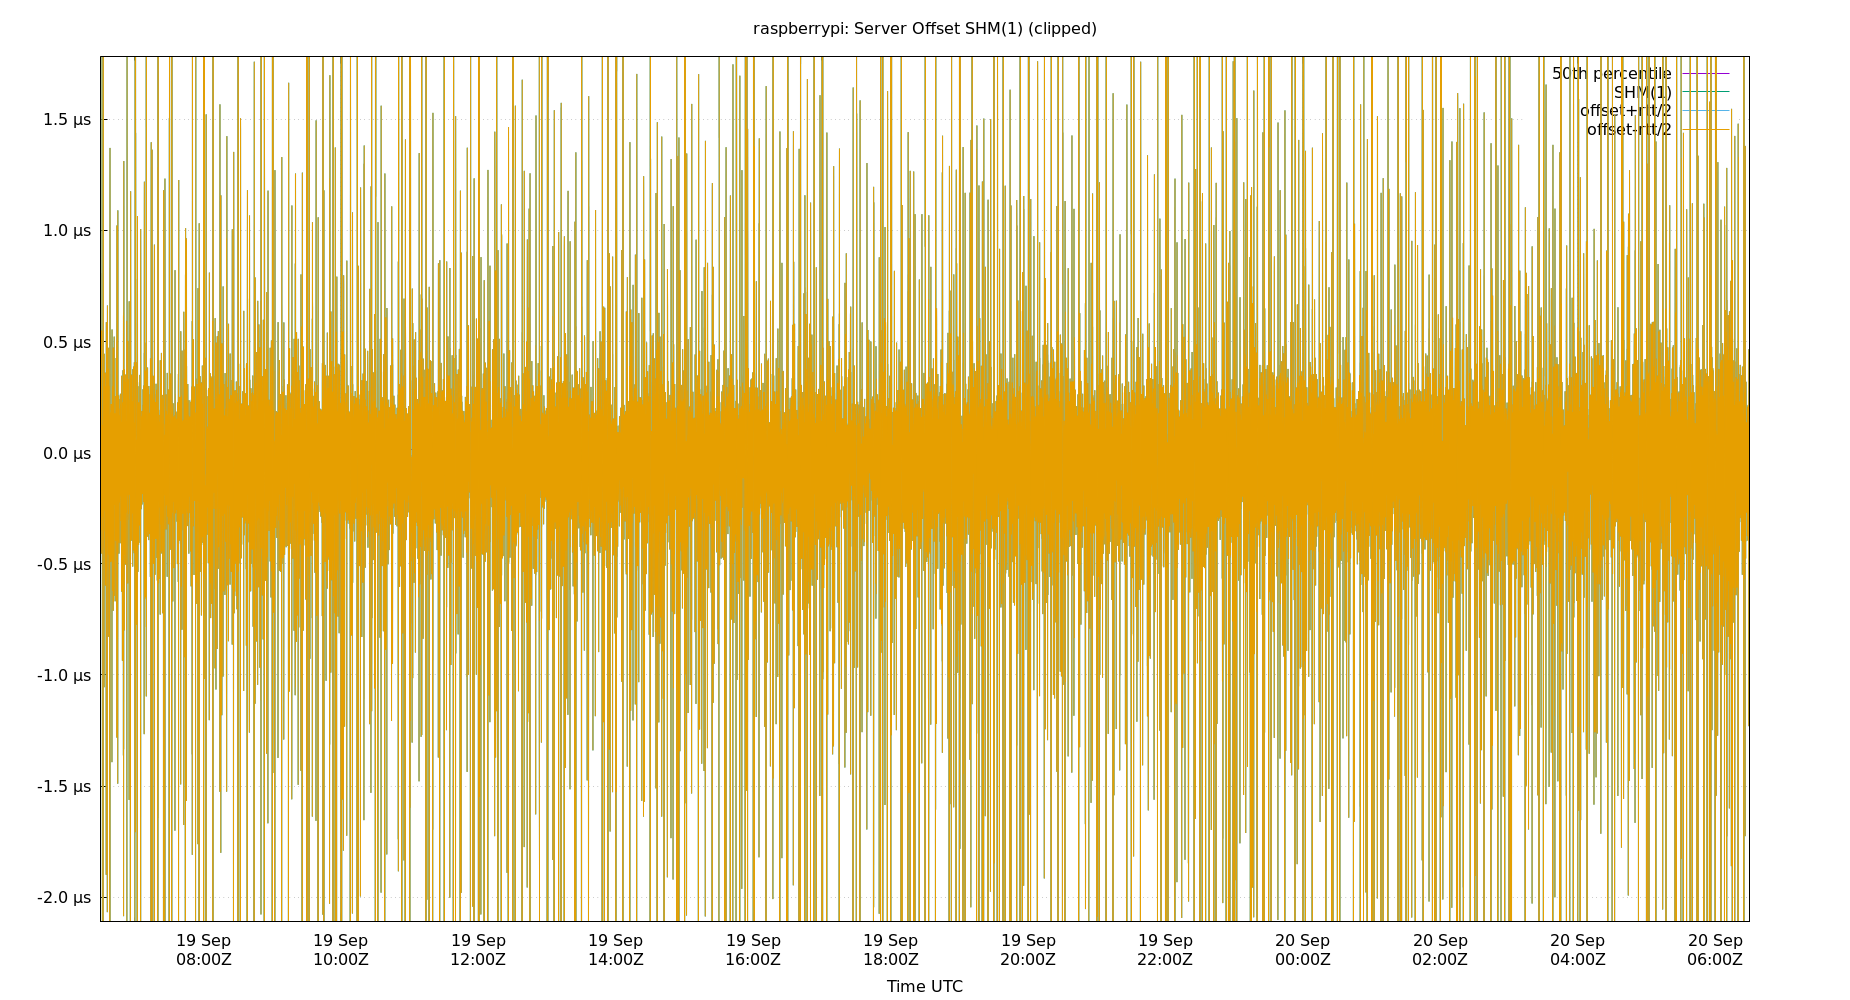 raspberrypi: Server Offset SHM(1) (clipped)
50th percentile
SHM(1)
offset+rtt/2
offset-rtt/2
1.5 µs
1.0 µs
0.5 µs
0.0 µs
-0.5 µs
-1.0 µs
-1.5 µs
-2.0 µs
19 Sep 19 Sep 19 Sep 19 Sep 19 Sep 19 Sep 19 Sep 19 Sep 20 Sep 20 Sep 20 Sep 20 Sep
08:00Z 10:00Z 12:00Z 14:00Z 16:00Z 18:00Z 20:00Z 22:00Z 00:00Z 02:00Z 04:00Z 06:00Z
Time UTC